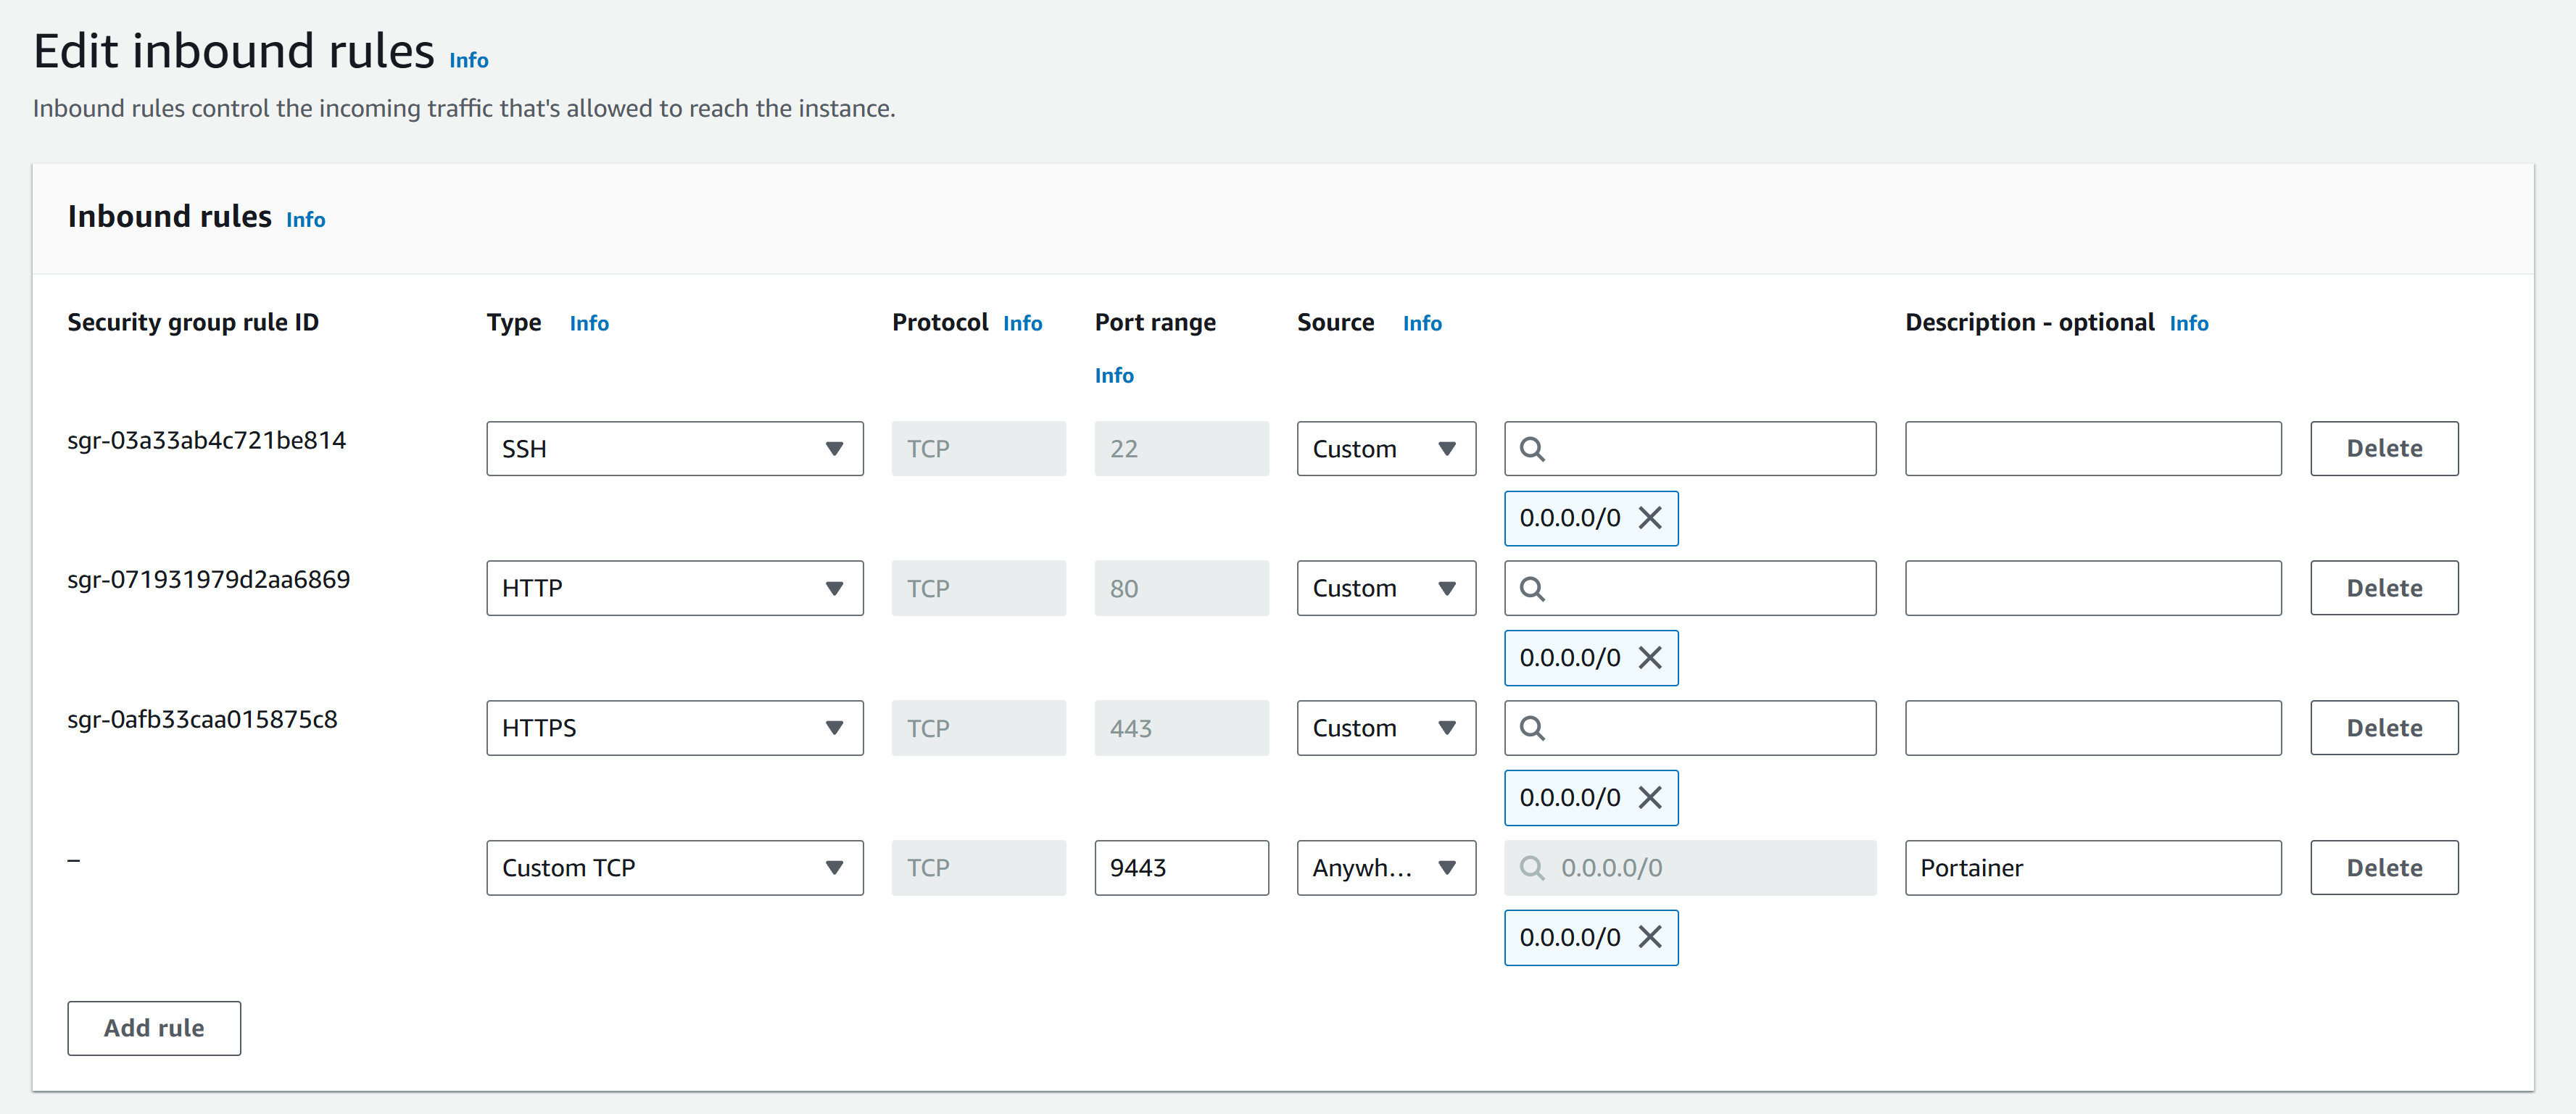 Edit inbound rules Info
Inbound rules control the incoming traffic that's allowed to reach the instance.
Inbound rules Info
Security group rule ID Type Info Protocol Info Port range Info Source Info Description - optional Info
sgr-03a33ab4c721be814 SSH TCP 22 Custom Delete
0.0.0.0/0
sgr-071931979d2aa6869 HTTP TCP 80 Custom Delete
0.0.0.0/0
sgr-0afb33caa015875c8 HTTPS TCP 443 Custom Delete
0.0.0.0/0
– Custom TCP TCP 9443 Anywh... 0.0.0.0/0 Portainer Delete
0.0.0.0/0
Add rule